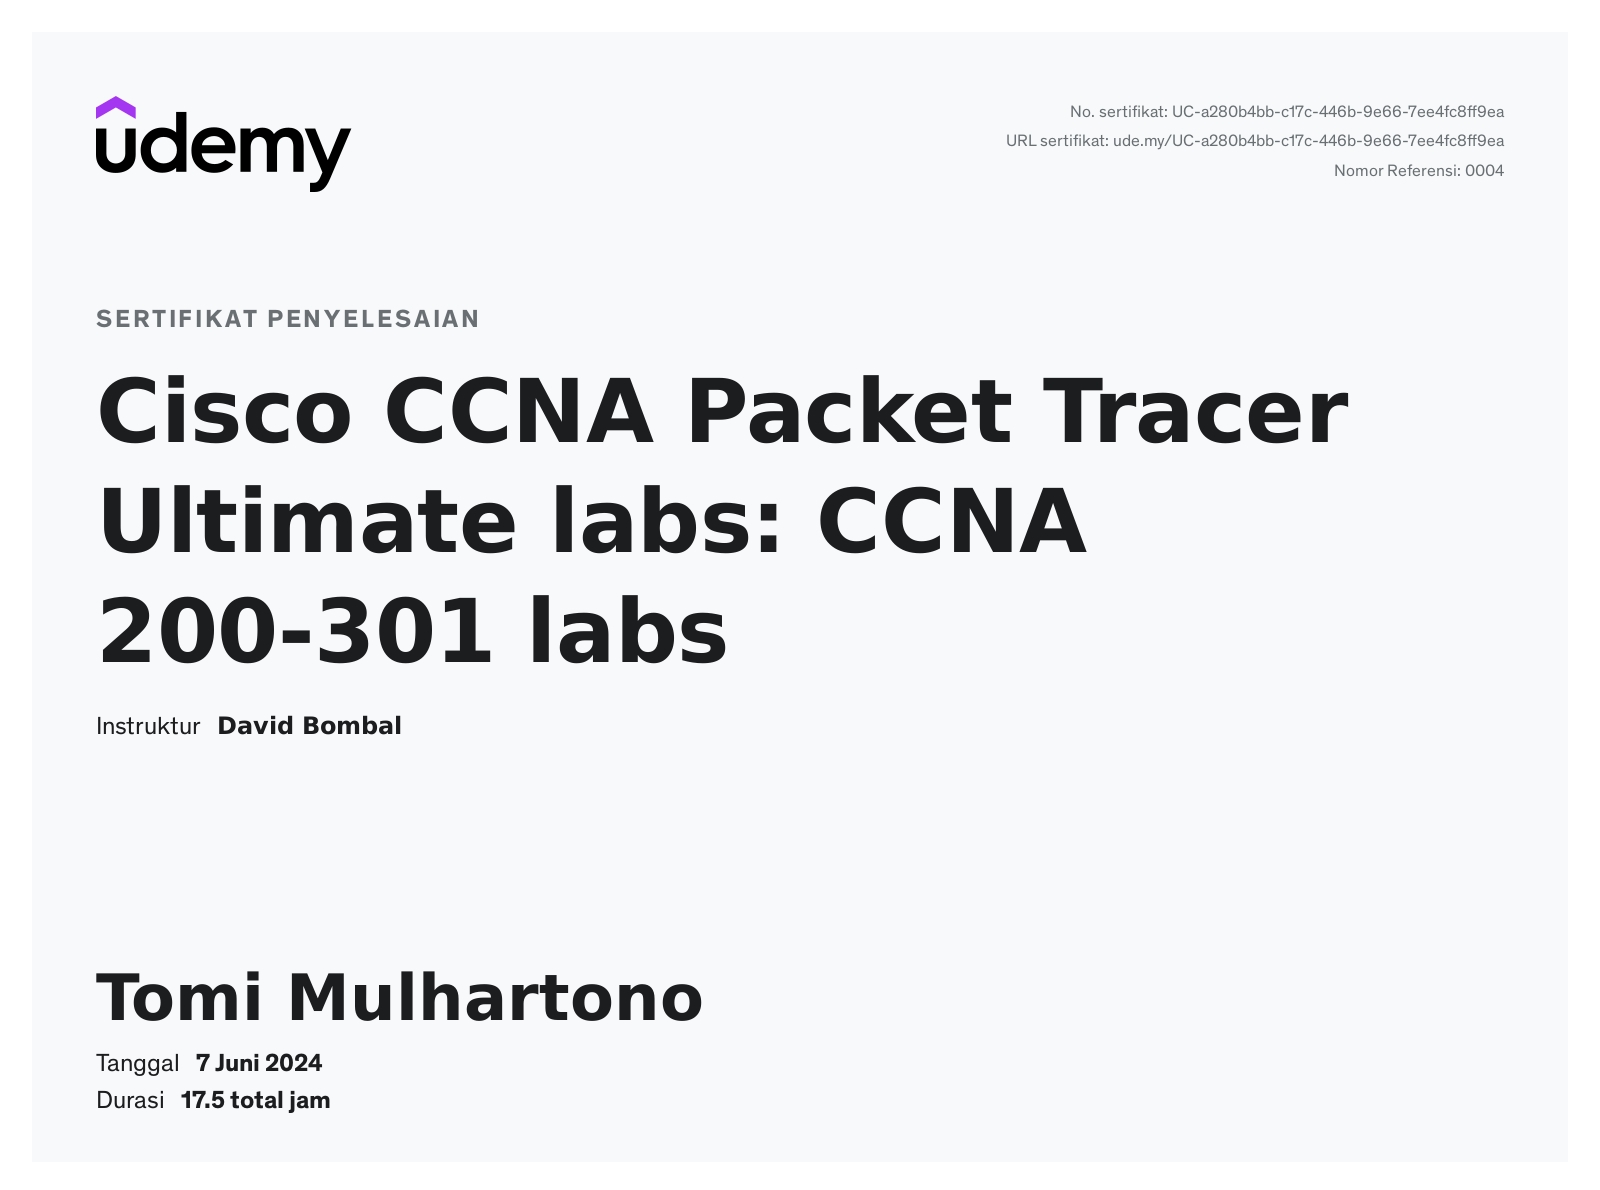 udemy
No. sertifikat: UC-a280b4bb-c17c-446b-9e66-7ee4fc8ff9ea
URL sertifikat: ude.my/UC-a280b4bb-c17c-446b-9e66-7ee4fc8ff9ea
Nomor Referensi: 0004
SERTIFIKAT PENYELESAIAN
Cisco CCNA Packet Tracer
Ultimate labs: CCNA
200-301 labs
Instruktur David Bombal
Tomi Mulhartono
Tanggal 7 Juni 2024
Durasi 17.5 total jam